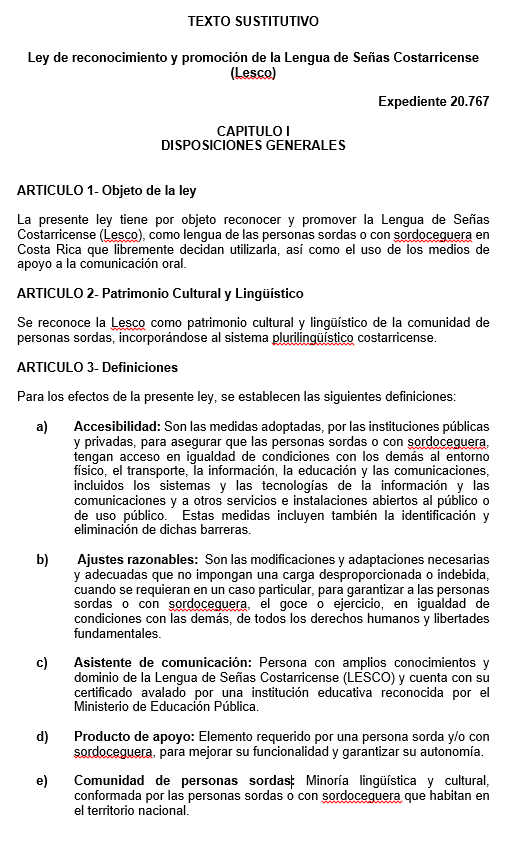 TEXTO SUSTITUTIVO
Ley de reconocimiento y promoción de la Lengua de Señas Costarricense
(Lesco)
Expediente 20.767
CAPITULO I
DISPOSICIONES GENERALES
ARTICULO 1- Objeto de la ley
La presente ley tiene por objeto reconocer y promover la Lengua de Señas
Costarricense (Lesco), como lengua de las personas sordas o con sordoceguera en
Costa Rica que libremente decidan utilizarla, así como el uso de los medios de
apoyo a la comunicación oral.
ARTICULO 2- Patrimonio Cultural y Lingüístico
Se reconoce la Lesco como patrimonio cultural y lingüístico de la comunidad de
personas sordas, incorporándose al sistema plurilingüístico costarricense.
ARTICULO 3- Definiciones
Para los efectos de la presente ley, se establecen las siguientes definiciones:
a) Accesibilidad: Son las medidas adoptadas, por las instituciones públicas
y privadas, para asegurar que las personas sordas o con sordoceguera,
tengan acceso en igualdad de condiciones con los demás al entorno
físico, el transporte, la información, la educación y las comunicaciones,
incluidos los sistemas y las tecnologías de la información y las
comunicaciones y a otros servicios e instalaciones abiertos al público o
de uso público. Estas medidas incluyen también la identificación y
eliminación de dichas barreras.
b) Ajustes razonables: Son las modificaciones y adaptaciones necesarias
y adecuadas que no impongan una carga desproporcionada o indebida,
cuando se requieran en un caso particular, para garantizar a las personas
sordas o con sordoceguera, el goce o ejercicio, en igualdad de
condiciones con las demás, de todos los derechos humanos y libertades
fundamentales.
c) Asistente de comunicación: Persona con amplios conocimientos y
dominio de la Lengua de Señas Costarricense (LESCO) y cuenta con su
certificado avalado por una institución educativa reconocida por el
Ministerio de Educación Pública.
d) Producto de apoyo: Elemento requerido por una persona sorda y/o con
sordoceguera, para mejorar su funcionalidad y garantizar su autonomía.
e) Comunidad de personas sordas: Minoría lingüística y cultural,
conformada por las personas sordas o con sordoceguera que habitan en
el territorio nacional.